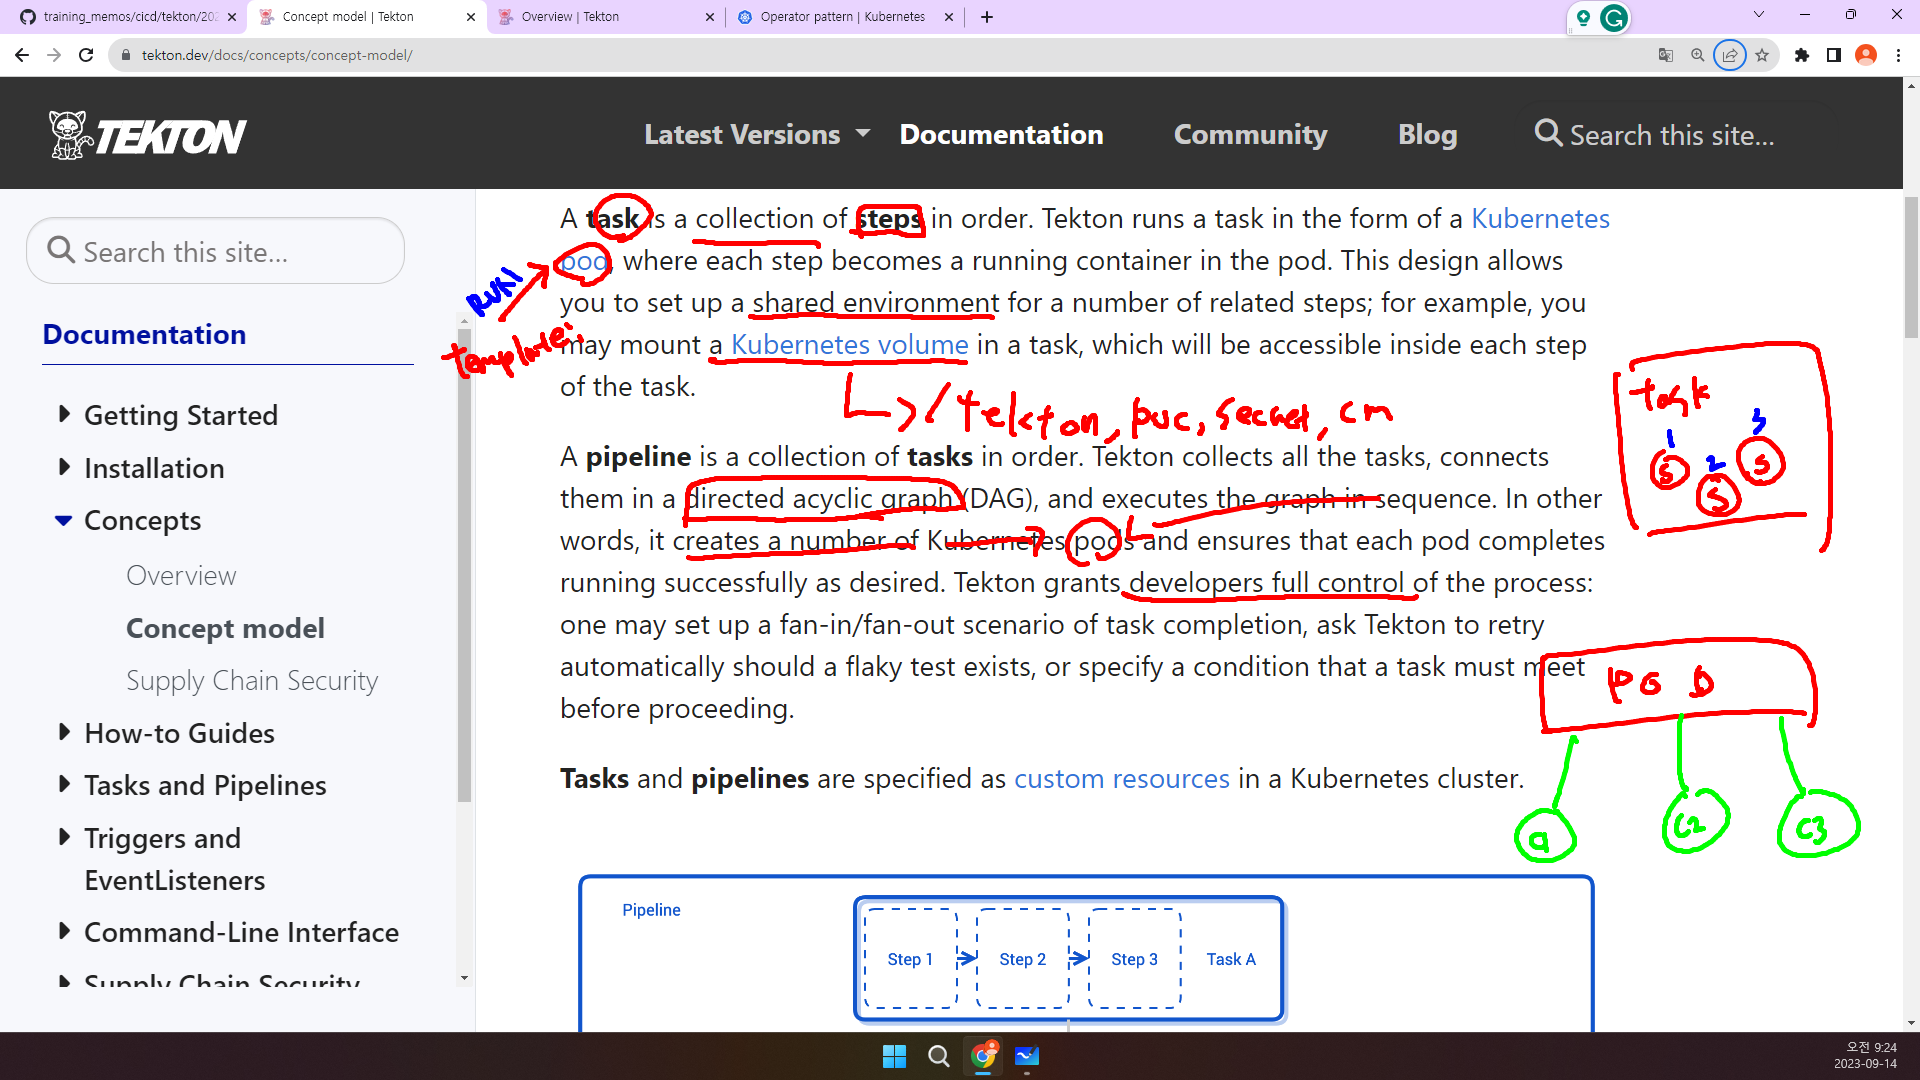 training_memos/cicd/tekton/202
Concept model | Tekton
Overview | Tekton
Operator pattern | Kubernetes
tekton.dev/docs/concepts/concept-model/
TEKTON
Latest Versions
Documentation
Community
Blog
Search this site...
Search this site...
Documentation
Getting Started
Installation
Concepts
Overview
Concept model
Supply Chain Security
How-to Guides
Tasks and Pipelines
Triggers and
EventListeners
Command-Line Interface
Supply Chain Security
A task is a collection of steps in order. Tekton runs a task in the form of a Kubernetes
pod, where each step becomes a running container in the pod. This design allows
you to set up a shared environment for a number of related steps; for example, you
may mount a Kubernetes volume in a task, which will be accessible inside each step
of the task.
RUN
template:
/tekton, pvc, secret, cm
A pipeline is a collection of tasks in order. Tekton collects all the tasks, connects
them in a directed acyclic graph (DAG), and executes the graph in sequence. In other
words, it creates a number of Kubernetes pods and ensures that each pod completes
running successfully as desired. Tekton grants developers full control of the process:
one may set up a fan-in/fan-out scenario of task completion, ask Tekton to retry
automatically should a flaky test exists, or specify a condition that a task must meet
before proceeding.
Tasks and pipelines are specified as custom resources in a Kubernetes cluster.
task
1 2 3
S S S
POD
C2 C3
Pipeline
Step 1
Step 2
Step 3
Task A
오전 9:24
2023-09-14